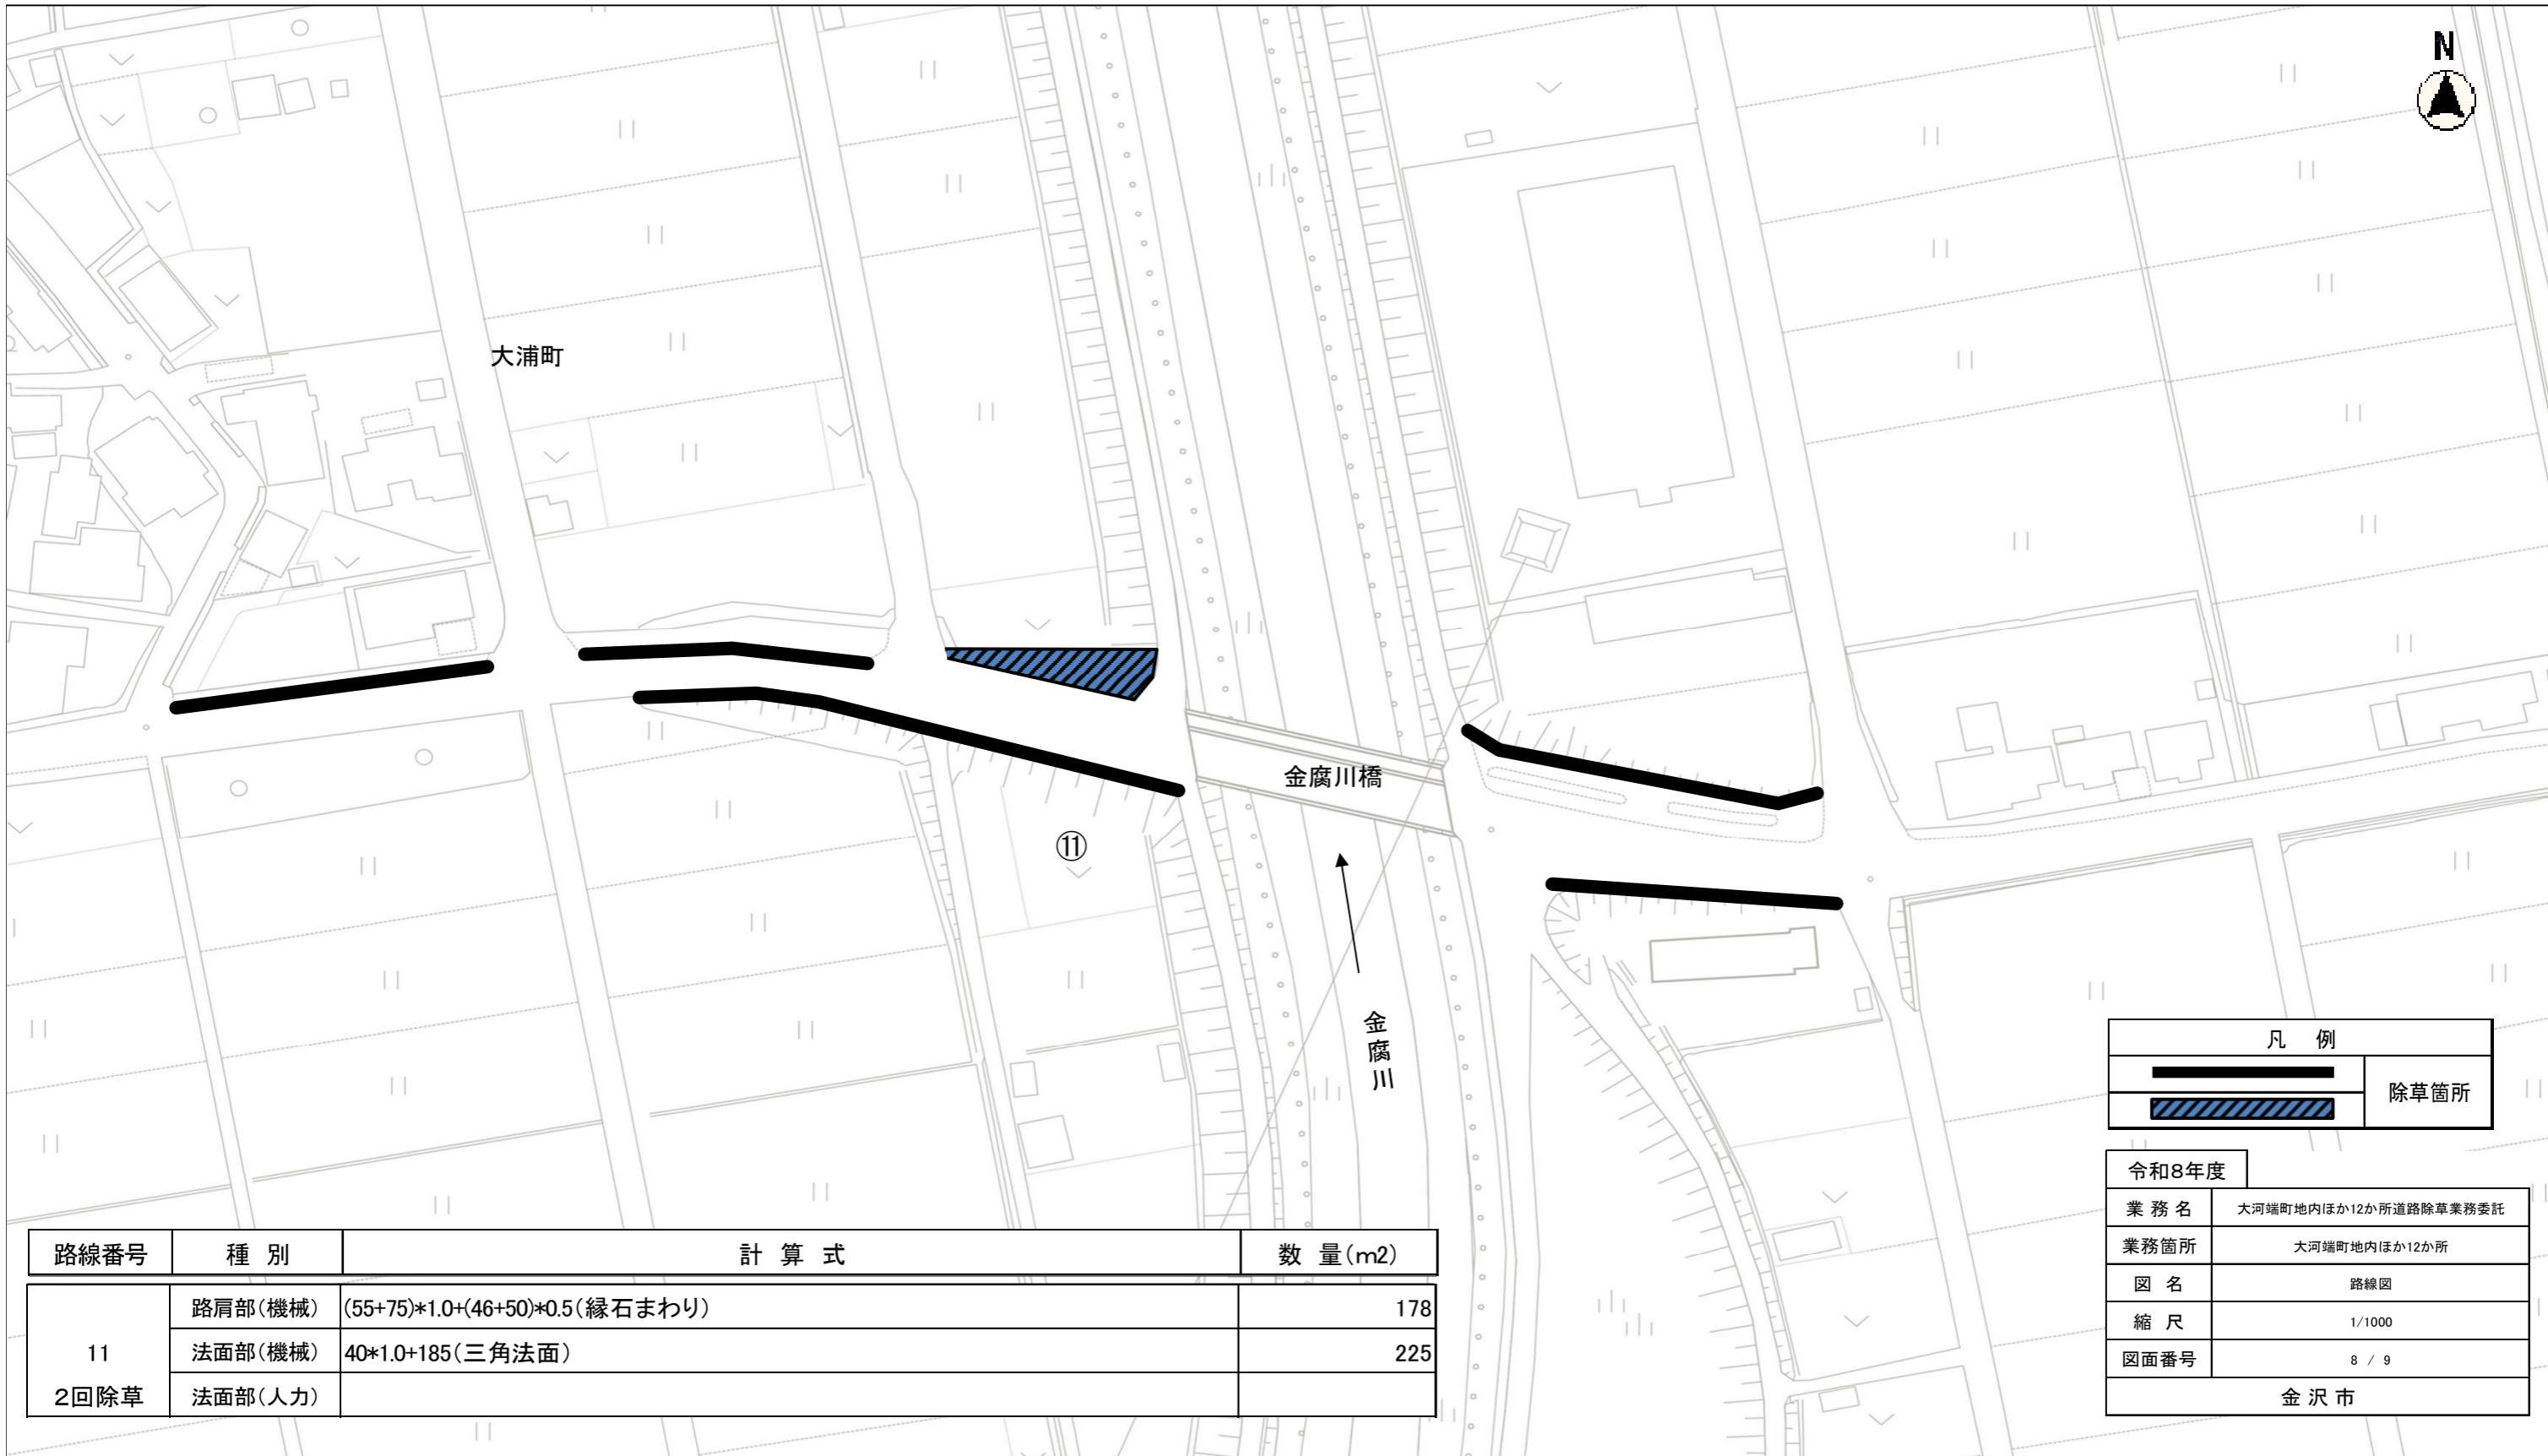 N
大浦町
金腐川橋
⑪
金腐川
凡 例
除草箇所
令和8年度
業務名 大河端町地内ほか12か所道路除草業務委託
業務箇所 大河端町地内ほか12か所
図 名 路線図
縮 尺 1/1000
図面番号 8 / 9
金沢市
路線番号 種 別 計 算 式 数 量(m2)
11
2回除草
路肩部(機械) (55+75)*1.0+(46+50)*0.5(縁石まわり) 178
法面部(機械) 40*1.0+185(三角法面) 225
法面部(人力)